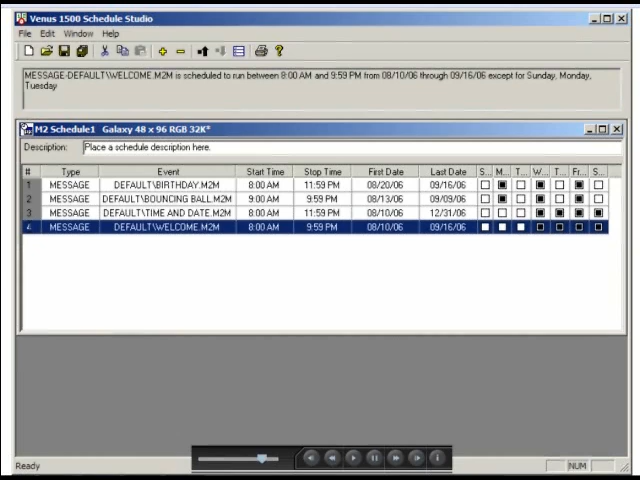 Venus 1500 Schedule Studio
File Edit Window Help
MESSAGE-DEFAULT\WELCOME.M2M is scheduled to run between 8:00 AM and 9:59 PM from 08/10/06 through 09/16/06 except for Sunday, Monday,
Tuesday
M2 Schedule1 Galaxy 48 x 96 RGB 32K*
Description: Place a schedule description here.
# Type Event Start Time Stop Time First Date Last Date S... M... T... W... T... Fr... S...
1 MESSAGE DEFAULT\BIRTHDAY.M2M 8:00 AM 11:59 PM 08/20/06 09/16/06
2 MESSAGE DEFAULT\BOUNCING BALL.M2M 9:00 AM 9:59 PM 08/13/06 09/09/06
3 MESSAGE DEFAULT\TIME AND DATE.M2M 8:00 AM 11:59 PM 08/10/06 12/31/06
4 MESSAGE DEFAULT\WELCOME.M2M 8:00 AM 9:59 PM 08/10/06 09/16/06
Ready NUM